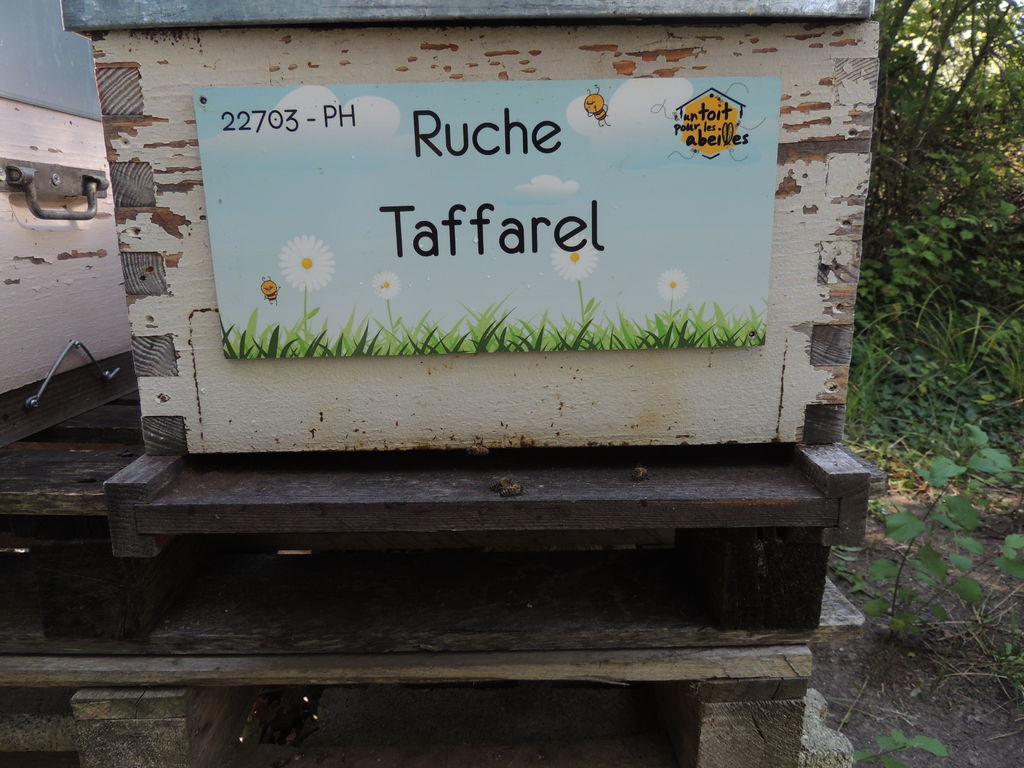 22703 - PH
Ruche
Taffarel
un toit
pour les
abeilles